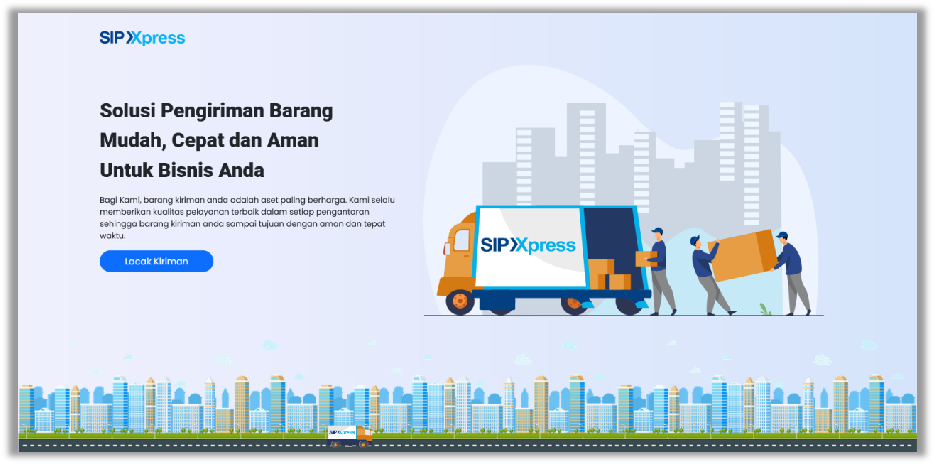 SIPXpress
Solusi Pengiriman Barang
Mudah, Cepat dan Aman
Untuk Bisnis Anda
Bagi Kami, barang kiriman anda adalah aset paling berharga. Kami selalu
memberikan kualitas pelayanan terbaik dalam setiap pengantaran
sehingga barang kiriman anda sampai tujuan dengan aman dan tepat
waktu.
Lacak Kiriman
SIPXpress
SIPXpress